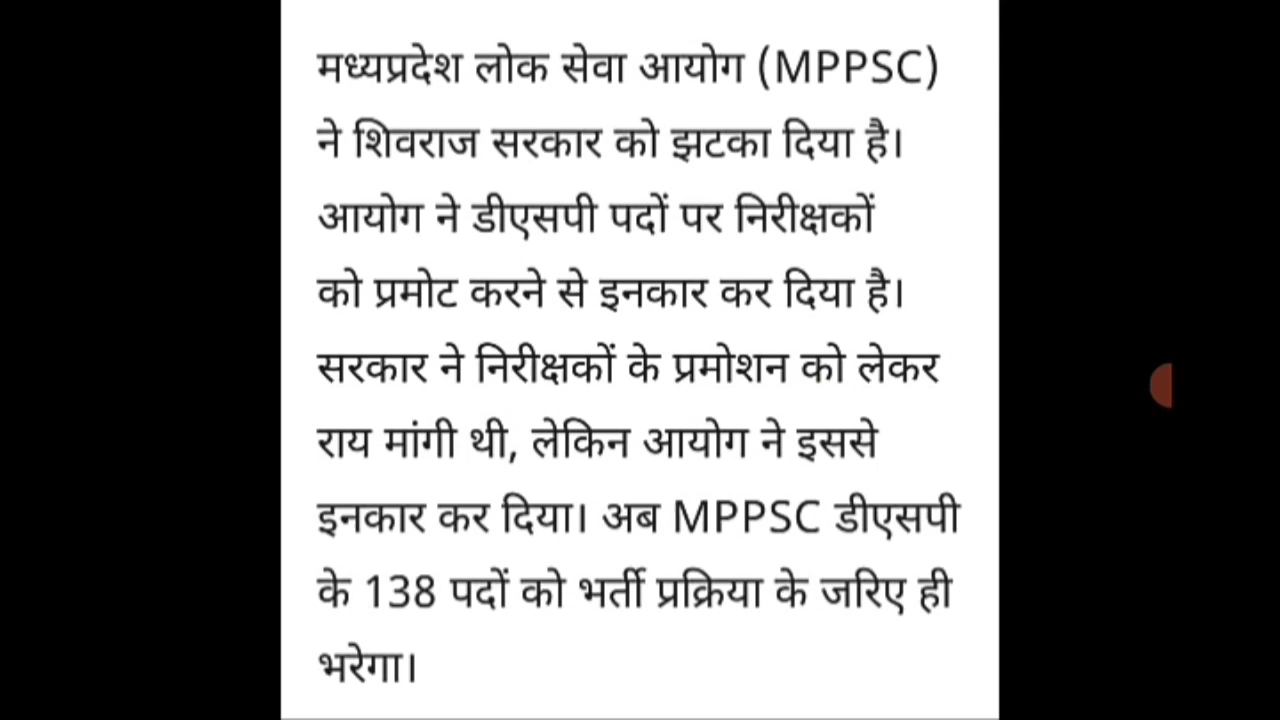 मध्यप्रदेश लोक सेवा आयोग (MPPSC)
ने शिवराज सरकार को झटका दिया है।
आयोग ने डीएसपी पदों पर निरीक्षकों
को प्रमोट करने से इनकार कर दिया है।
सरकार ने निरीक्षकों के प्रमोशन को लेकर
राय मांगी थी, लेकिन आयोग ने इससे
इनकार कर दिया। अब MPPSC डीएसपी
के 138 पदों को भर्ती प्रक्रिया के जरिए ही
भरेगा।